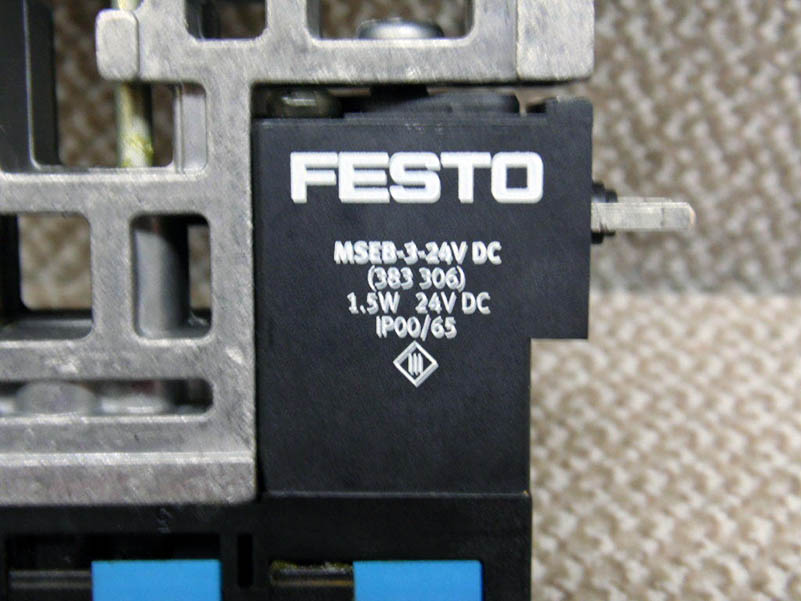 FESTO
MSEB-3-24V DC
(383 306)
1.5W 24V DC
IP00/65